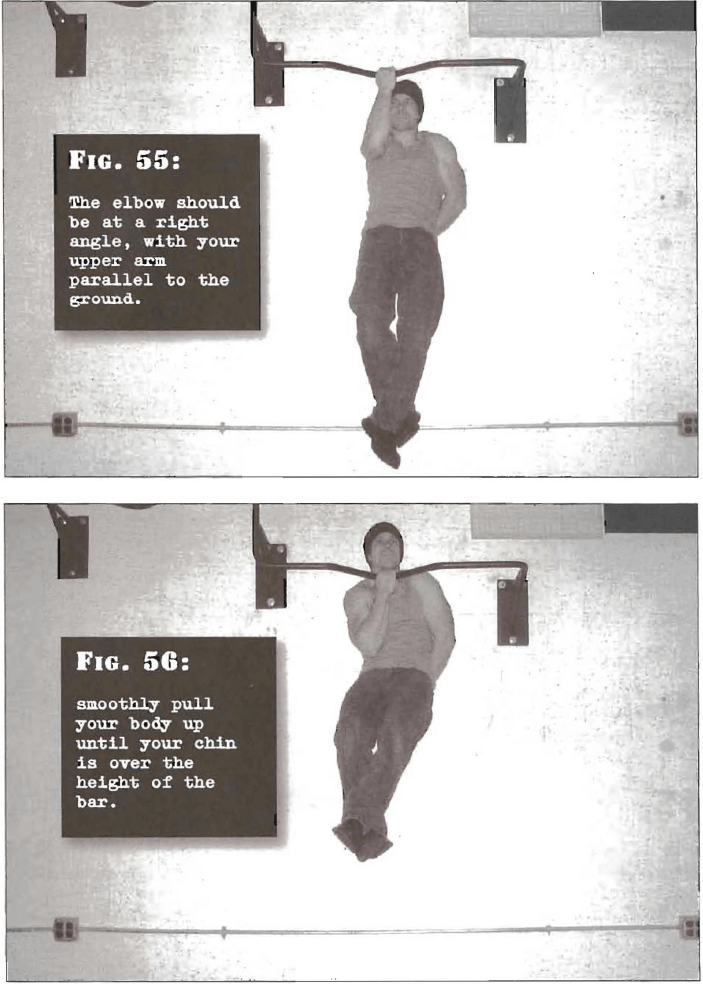 Fig. 55:
The elbow should
be at a right
angle, with your
upper arm
parallel to the
ground.
Fig. 56:
smoothly pull
your body up
until your chin
is over the
height of the
bar.